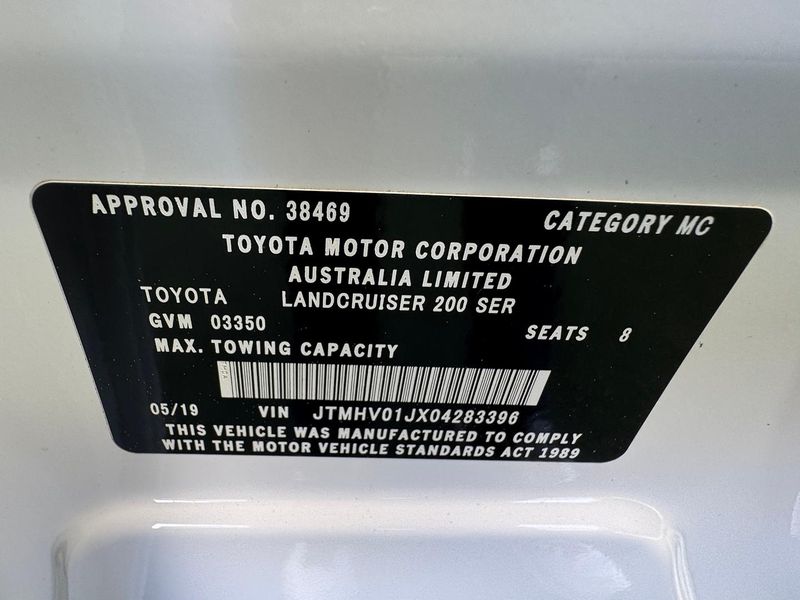 APPROVAL NO. 38469 CATEGORY MC
TOYOTA MOTOR CORPORATION
AUSTRALIA LIMITED
TOYOTA LANDCRUISER 200 SER
GVM 03350 SEATS 8
MAX. TOWING CAPACITY
05/19 VIN JTMHV01JX04283396
THIS VEHICLE WAS MANUFACTURED TO COMPLY
WITH THE MOTOR VEHICLE STANDARDS ACT 1989